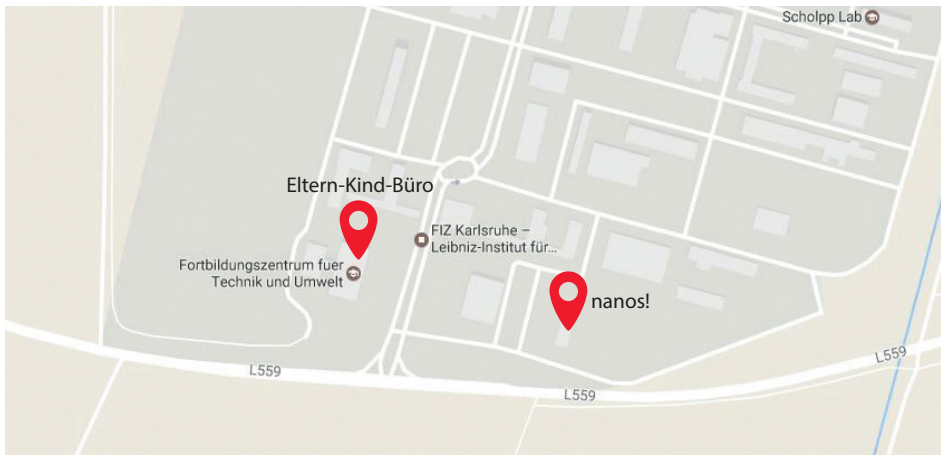 Scholpp Lab
Eltern-Kind-Büro
FIZ Karlsruhe –
Leibniz-Institut für...
Fortbildungszentrum fuer
Technik und Umwelt
nanos!
L559
L559
L559